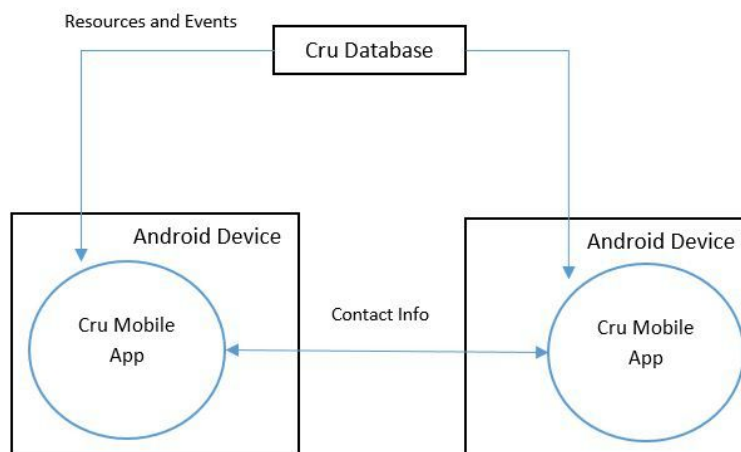 Resources and Events
Cru Database
Android Device
Android Device
Cru Mobile
App
Contact Info
Cru Mobile
App